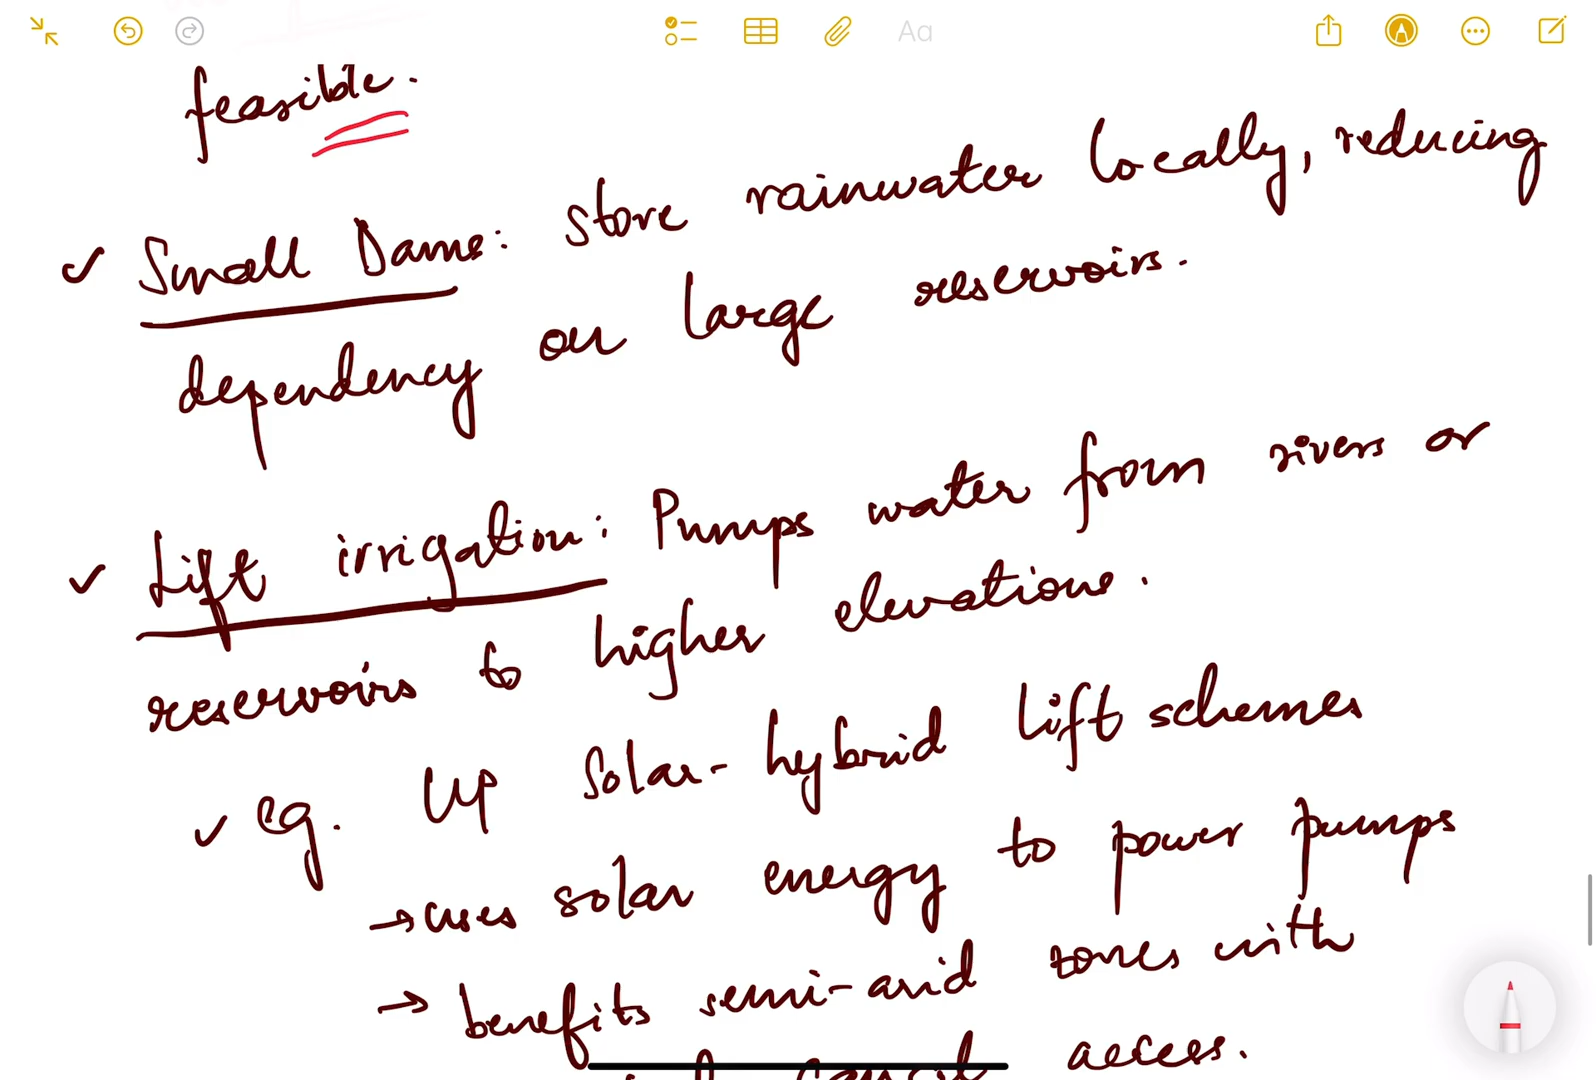 Aa
feasible.
✓ Small Dams: store rainwater locally, reducing
dependency on large reservoirs.
✓ Lift irrigation: Pumps water from rivers or
reservoirs to higher elevations.
✓ eg. UP Solar-hybrid lift schemes
→ uses solar energy to power pumps
→ benefits semi-arid zones with
canal access.